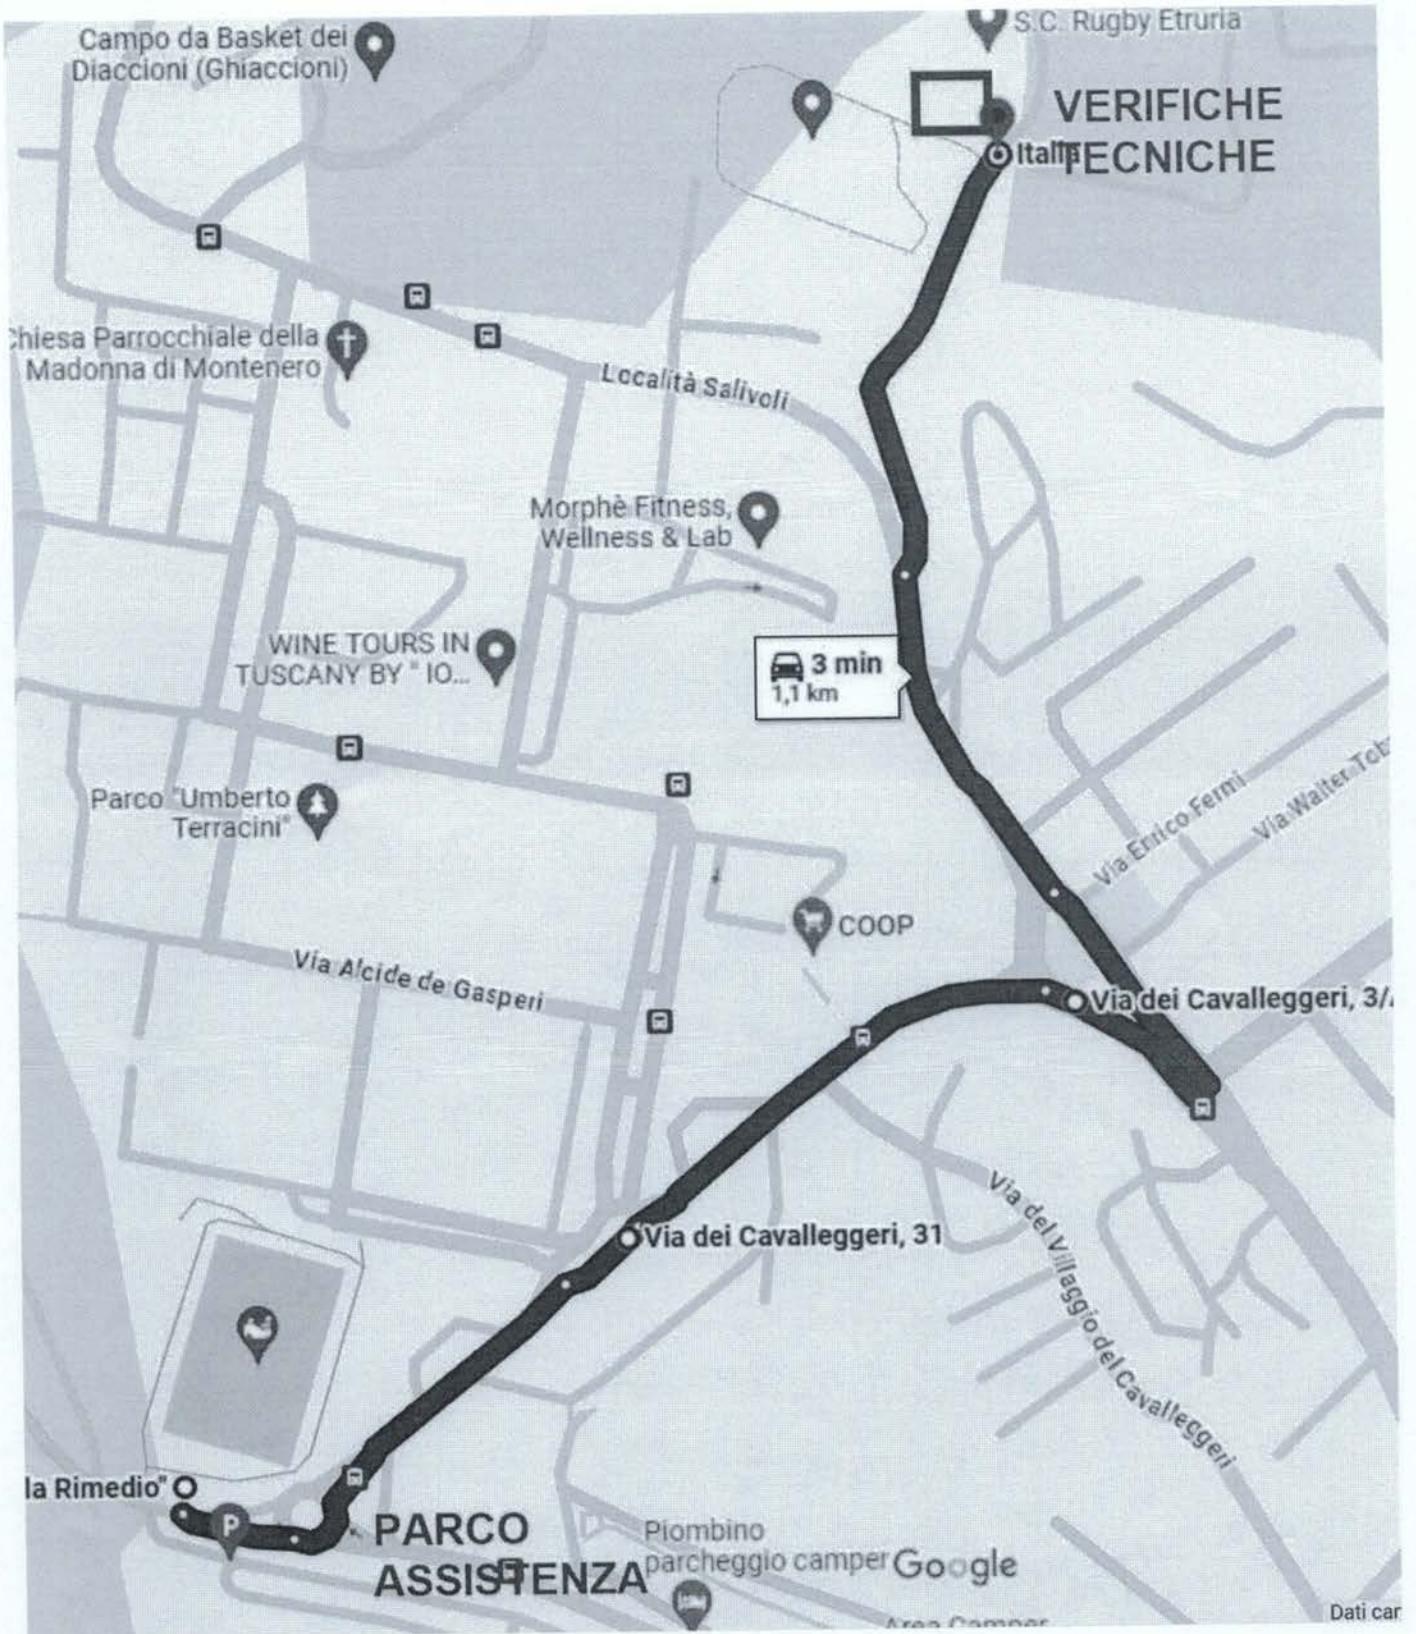 S.C. Rugby Etruria
Campo da Basket dei
Diaccioni (Ghiaccioni)
VERIFICHE
TECNICHE
Italia
Chiesa Parrocchiale della
Madonna di Montenero
Località Salivoli
Morphè Fitness,
Wellness & Lab
WINE TOURS IN
TUSCANY BY " IO...
3 min
1,1 km
Parco "Umberto
Terracini"
Via Enrico Fermi
Via Walter Tob
COOP
Via Alcide de Gasperi
Via dei Cavalleggeri, 3/
Via del Villaggio del Cavalleggeri
Via dei Cavalleggeri, 31
la Rimedio"
P
PARCO
ASSISTENZA
Piombino
parcheggio camper
Google
Area Camper
Dati car